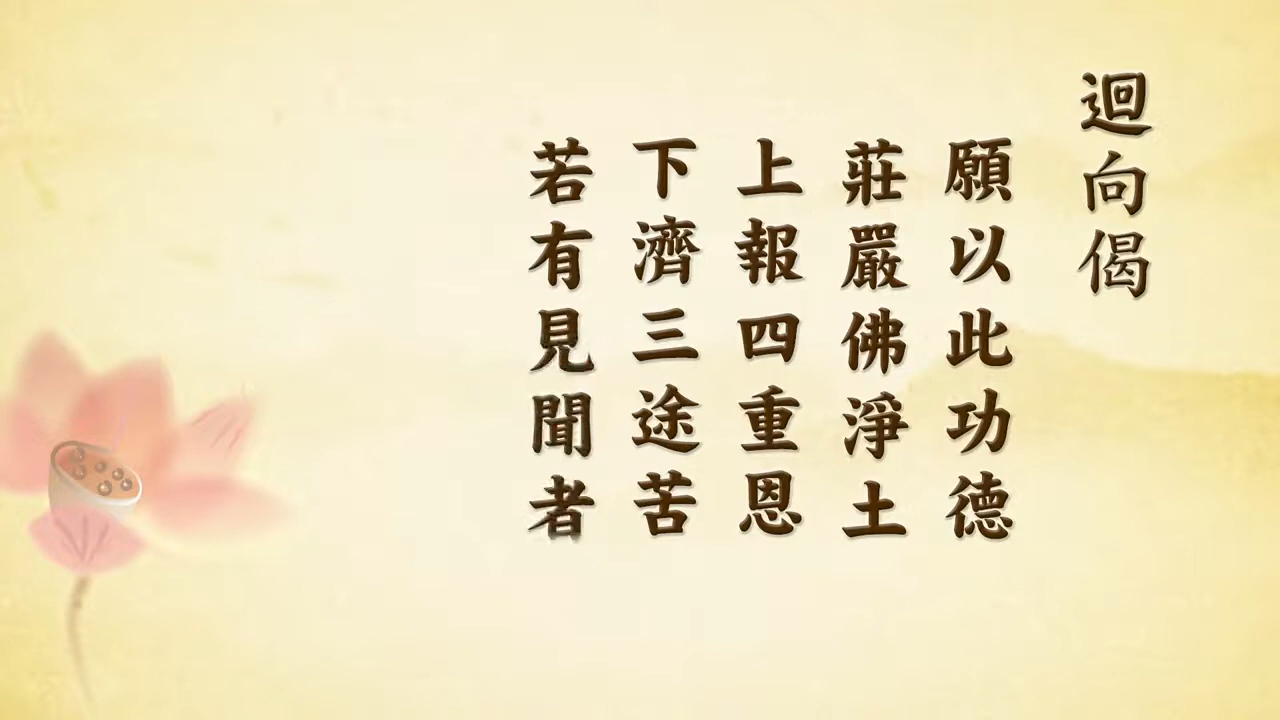 迴向偈
願以此功德
莊嚴佛淨土
上報四重恩
下濟三途苦
若有見聞者